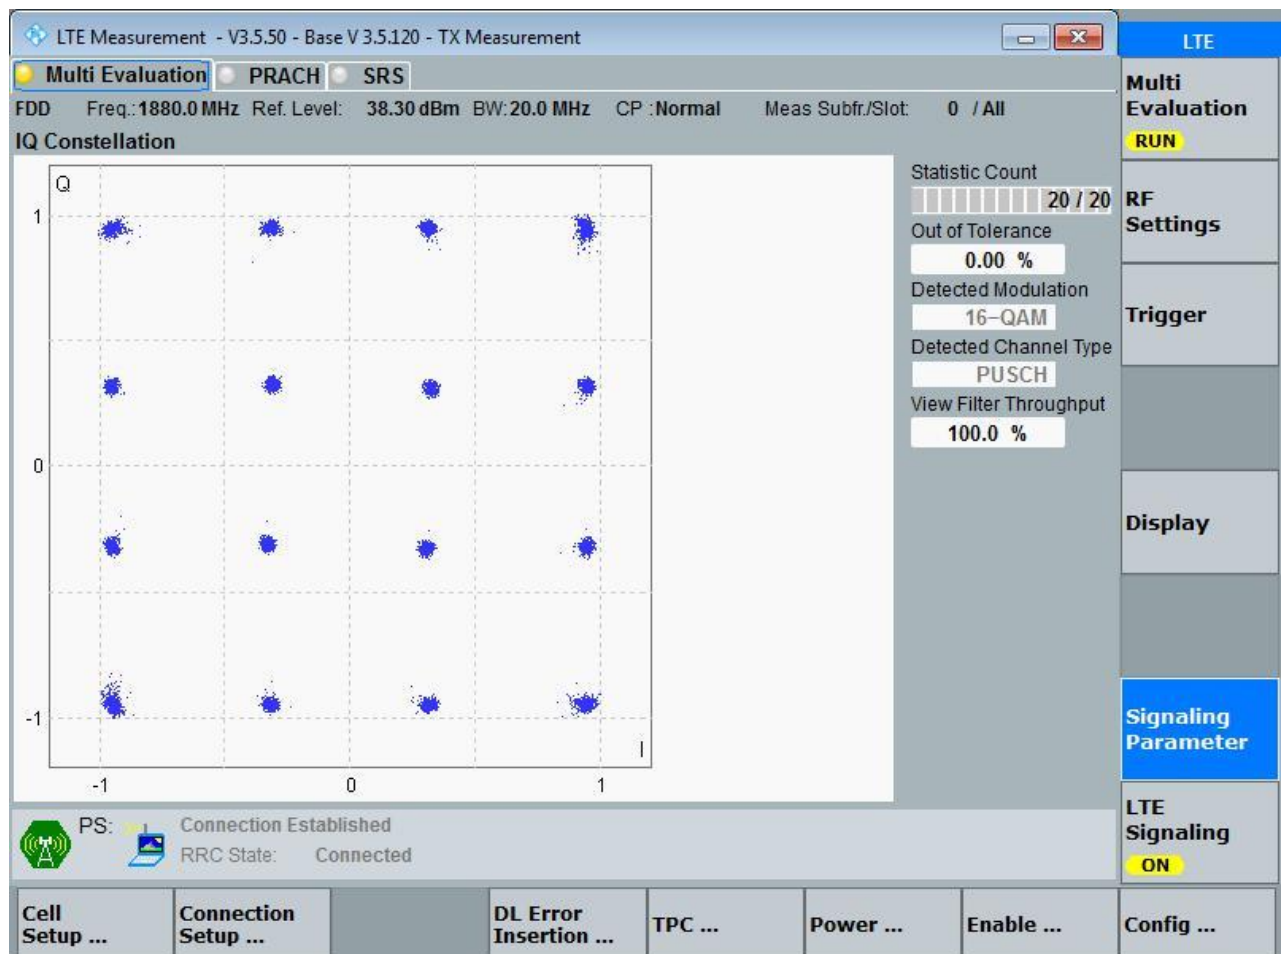 LTE Measurement - V3.5.50 - Base V 3.5.120 - TX Measurement
LTE
Multi Evaluation PRACH SRS
FDD Freq.: 1880.0 MHz Ref. Level: 38.30 dBm BW: 20.0 MHz CP : Normal Meas Subfr./Slot: 0 / All
IQ Constellation
Q
1
0
-1
-1 0 1
I
Statistic Count
20 / 20
Out of Tolerance
0.00 %
Detected Modulation
16-QAM
Detected Channel Type
PUSCH
View Filter Throughput
100.0 %
Multi
Evaluation
RUN
RF
Settings
Trigger
Display
Signaling
Parameter
LTE
Signaling
ON
PS: Connection Established
RRC State: Connected
Cell
Setup ...
Connection
Setup ...
DL Error
Insertion ...
TPC ...
Power ...
Enable ...
Config ...